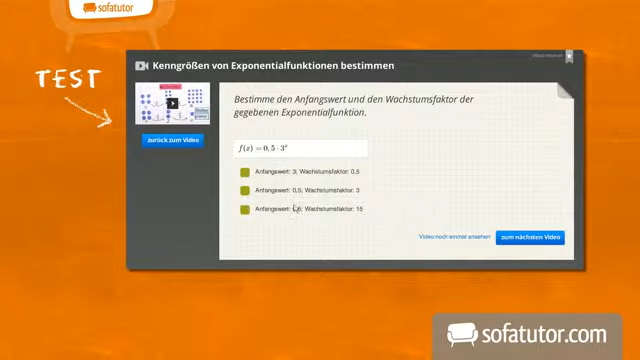 sofatutor
Kenngrößen von Exponentialfunktionen bestimmen
TEST
Bestimme den Anfangswert und den Wachstumsfaktor der
gegebenen Exponentialfunktion.
zurück zum Video
f(x) = 0,5 · 3ˣ
Anfangswert: 3; Wachstumsfaktor: 0,5
Anfangswert: 0,5; Wachstumsfaktor: 3
Anfangswert: Wachstumsfaktor: 15
Video noch einmal ansehen
zum nächsten Video
sofatutor.com